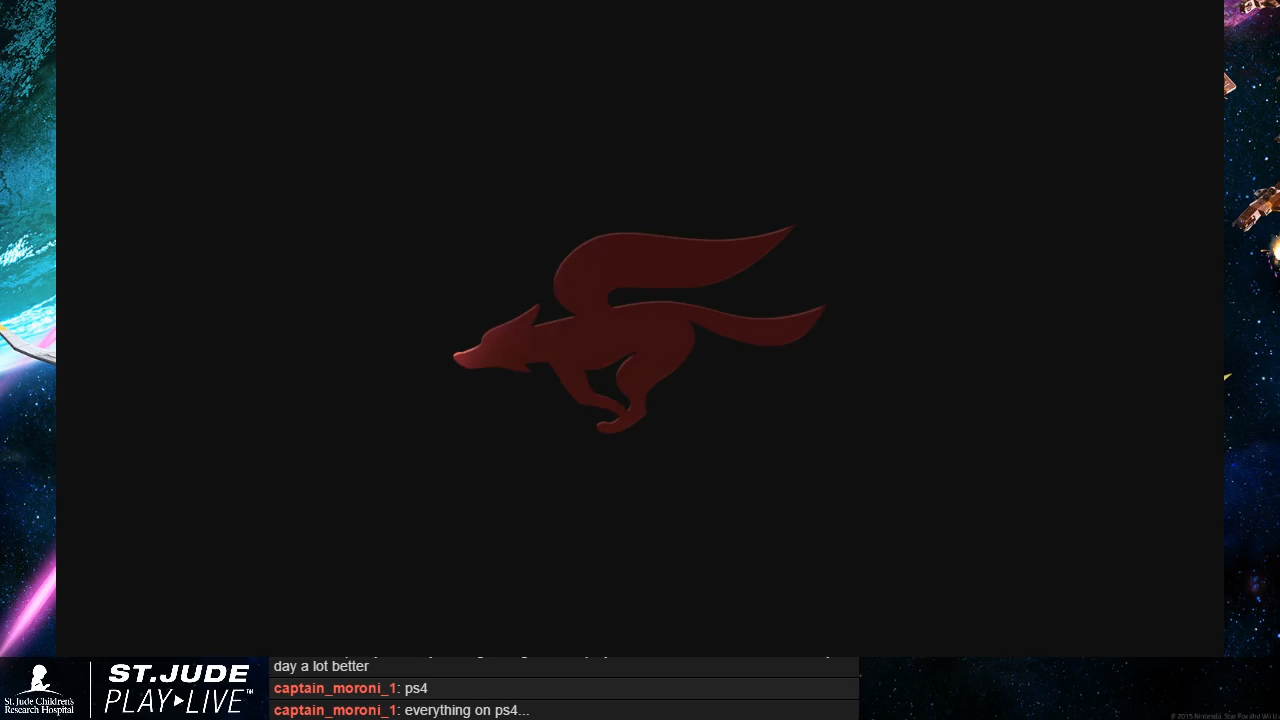 day a lot better
captain_moroni_1: ps4
captain_moroni_1: everything on ps4...
St. Jude Children's
Research Hospital
ST.JUDE
PLAY LIVE™